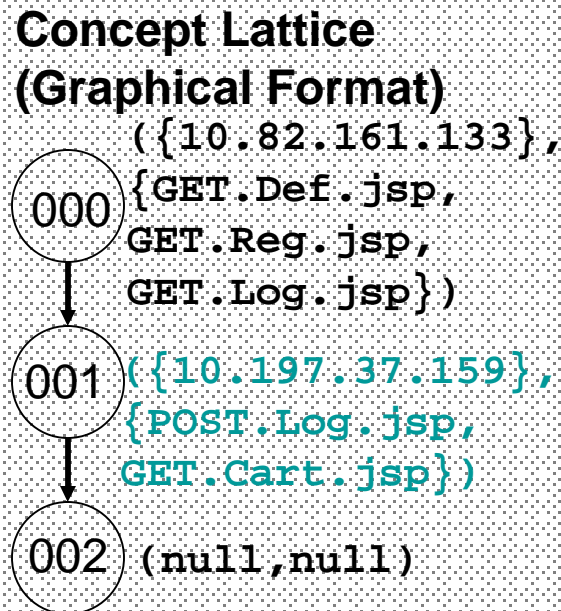 Concept Lattice
(Graphical Format)
({10.82.161.133},
000 {GET.Def.jsp,
GET.Reg.jsp,
GET.Log.jsp})
001 ({10.197.37.159},
{POST.Log.jsp,
GET.Cart.jsp})
002 (null,null)